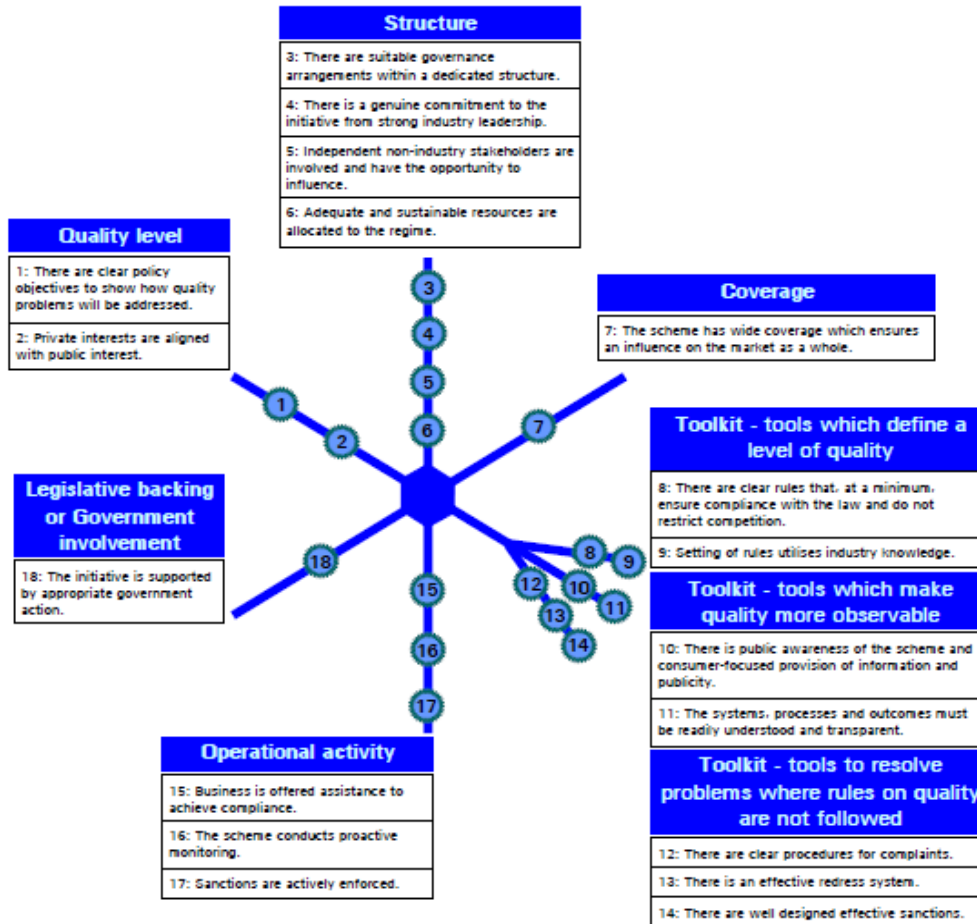 Structure
3: There are suitable governance
arrangements within a dedicated structure.
4: There is a genuine commitment to the
initiative from strong industry leadership.
5: Independent non-industry stakeholders are
involved and have the opportunity to
influence.
6: Adequate and sustainable resources are
allocated to the regime.
Quality level
1: There are clear policy
objectives to show how quality
problems will be addressed.
2: Private interests are aligned
with public interest.
Coverage
7: The scheme has wide coverage which ensures
an influence on the market as a whole.
3
4
5
6
1
2
7
Legislative backing
or Government
involvement
18: The initiative is supported
by appropriate government
action.
18
15
16
17
8
9
10
11
12
13
14
Toolkit - tools which define a
level of quality
8: There are clear rules that, at a minimum,
ensure compliance with the law and do not
restrict competition.
9: Setting of rules utilises industry knowledge.
Toolkit - tools which make
quality more observable
10: There is public awareness of the scheme and
consumer-focused provision of information and
publicity.
11: The systems, processes and outcomes must
be readily understood and transparent.
Toolkit - tools to resolve
problems where rules on quality
are not followed
12: There are clear procedures for complaints.
13: There is an effective redress system.
14: There are well designed effective sanctions.
Operational activity
15: Business is offered assistance to
achieve compliance.
16: The scheme conducts proactive
monitoring.
17: Sanctions are actively enforced.